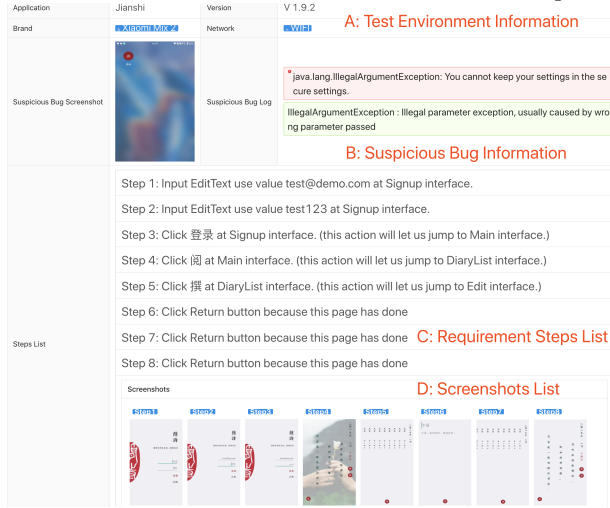 Application Jianshi Version V 1.9.2
A: Test Environment Information
Brand Xiaomi Mix 2 Network WIFI
Suspicious Bug Screenshot Suspicious Bug Log
java.lang.IllegalArgumentException: You cannot keep your settings in the se
cure settings.
IllegalArgumentException : Illegal parameter exception, usually caused by wro
ng parameter passed
B: Suspicious Bug Information
Steps List
Step 1: Input EditText use value test@demo.com at Signup interface.
Step 2: Input EditText use value test123 at Signup interface.
Step 3: Click 登录 at Signup interface. (this action will let us jump to Main interface.)
Step 4: Click 阅 at Main interface. (this action will let us jump to DiaryList interface.)
Step 5: Click 撰 at DiaryList interface. (this action will let us jump to Edit interface.)
Step 6: Click Return button because this page has done
Step 7: Click Return button because this page has done
C: Requirement Steps List
Step 8: Click Return button because this page has done
Screenshots
D: Screenshots List
Step1 Step2 Step3 Step4 Step5 Step6 Step7 Step8